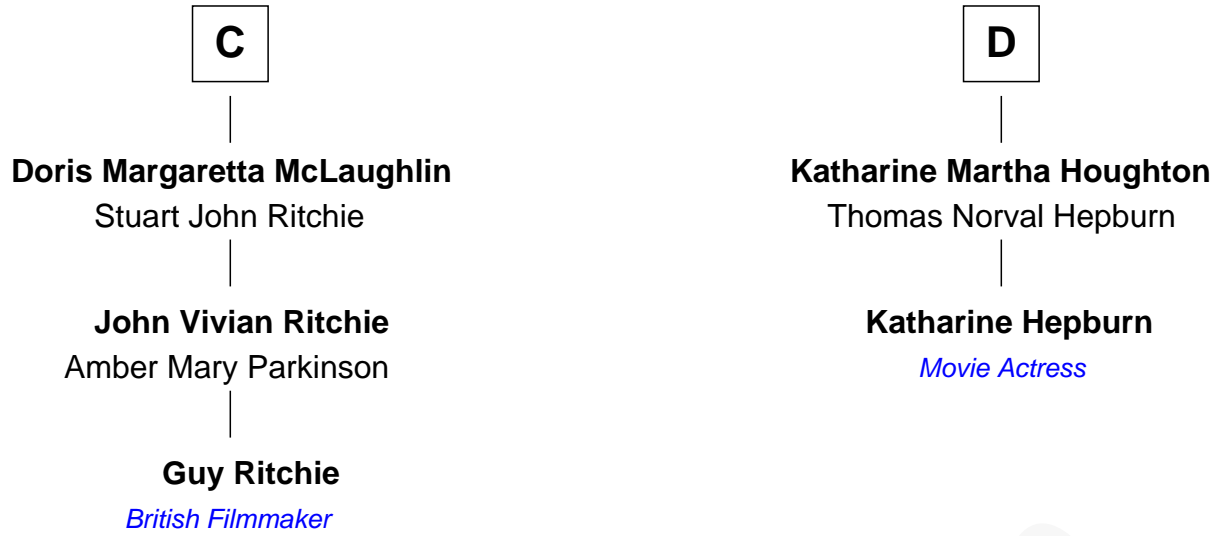 C
Doris Margaretta McLaughlin
Stuart John Ritchie
John Vivian Ritchie
Amber Mary Parkinson
Guy Ritchie
British Filmmaker
D
Katharine Martha Houghton
Thomas Norval Hepburn
Katharine Hepburn
Movie Actress